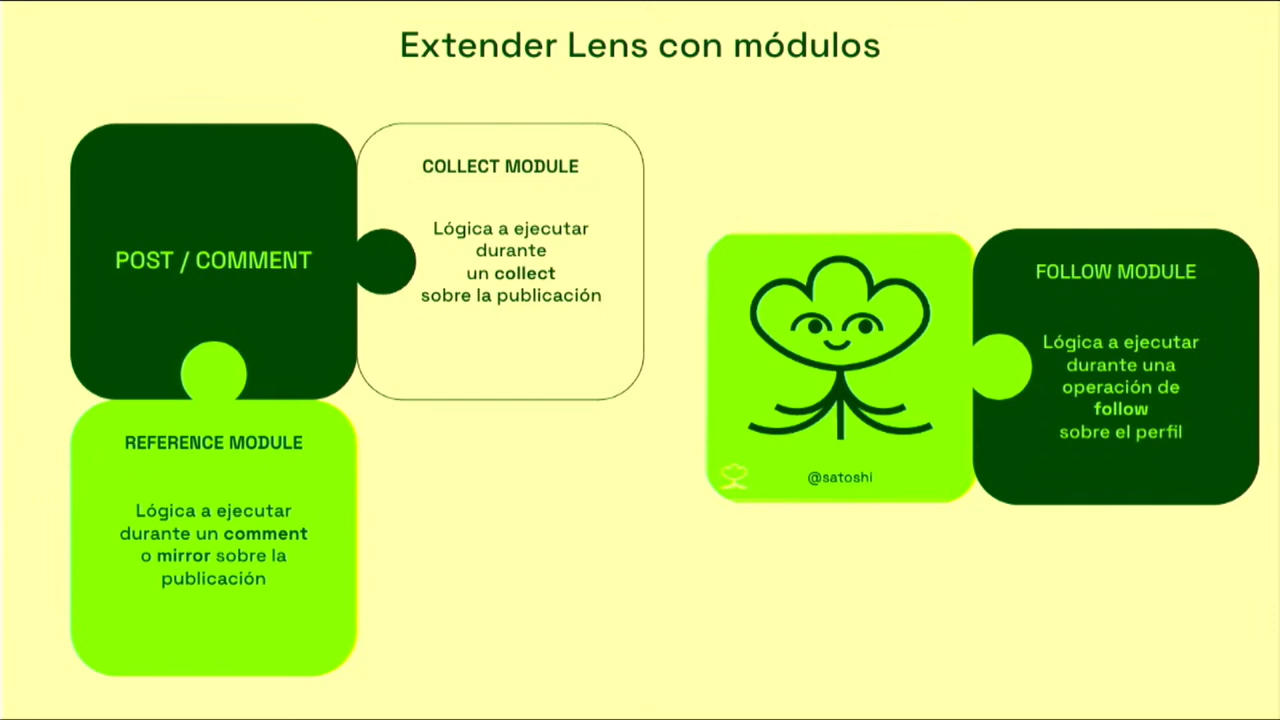 Extender Lens con módulos
POST / COMMENT
COLLECT MODULE
Lógica a ejecutar
durante
un collect
sobre la publicación
REFERENCE MODULE
Lógica a ejecutar
durante un comment
o mirror sobre la
publicación
@satoshi
FOLLOW MODULE
Lógica a ejecutar
durante una
operación de
follow
sobre el perfil